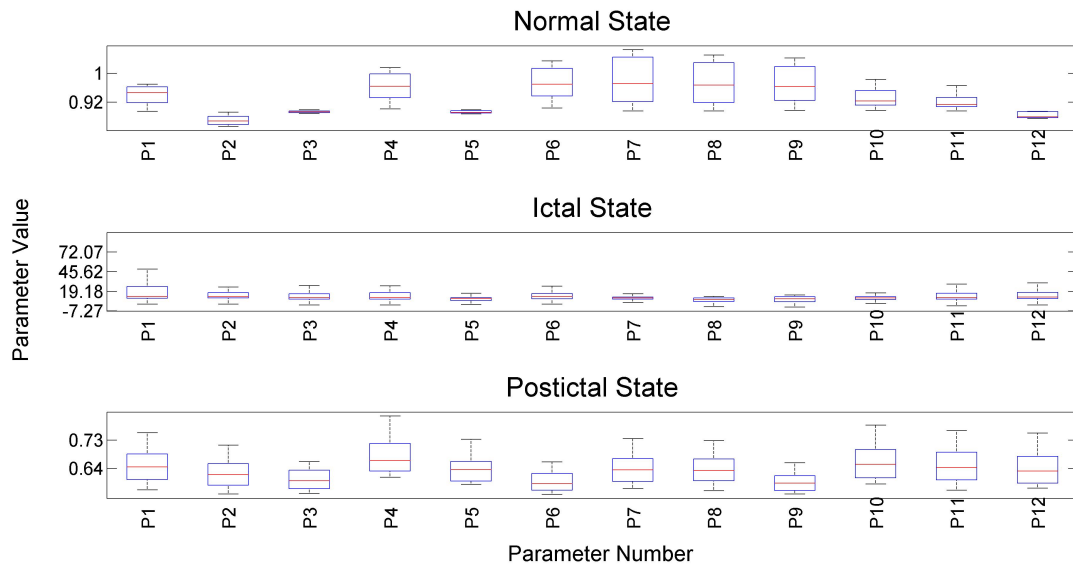 Normal State
1
0.92
P1 P2 P3 P4 P5 P6 P7 P8 P9 P10 P11 P12
Ictal State
Parameter Value
72.07
45.62
19.18
-7.27
P1 P2 P3 P4 P5 P6 P7 P8 P9 P10 P11 P12
Postictal State
0.73
0.64
P1 P2 P3 P4 P5 P6 P7 P8 P9 P10 P11 P12
Parameter Number